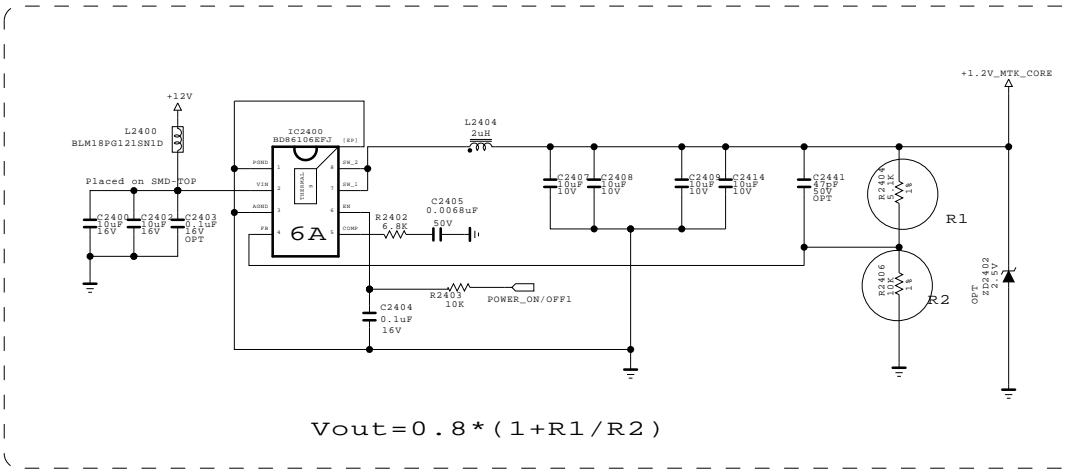 +1.2V_MTK_CORE
+12V
L2400
BLM18PG121SN1D
IC2400
BD86106EFJ
[EP]
L2404
2uH
Placed on SMD-TOP
PGND
1
VIN
2
AGND
3
FB
4
THERMAL
9
8
SW_2
7
SW_1
6
EN
5
COMP
6A
C2400
10uF
16V
C2402
10uF
16V
C2403
0.1uF
16V
OPT
R2402
6.8K
C2405
0.0068uF
50V
C2407
10uF
10V
C2408
10uF
10V
C2409
10uF
10V
C2414
10uF
10V
C2441
47pF
50V
OPT
R2404
5.1K
1%
R1
R2406
10K
1%
R2
OPT
ZD2402
2.5V
R2403
10K
POWER_ON/OFF1
C2404
0.1uF
16V
Vout=0.8*(1+R1/R2)